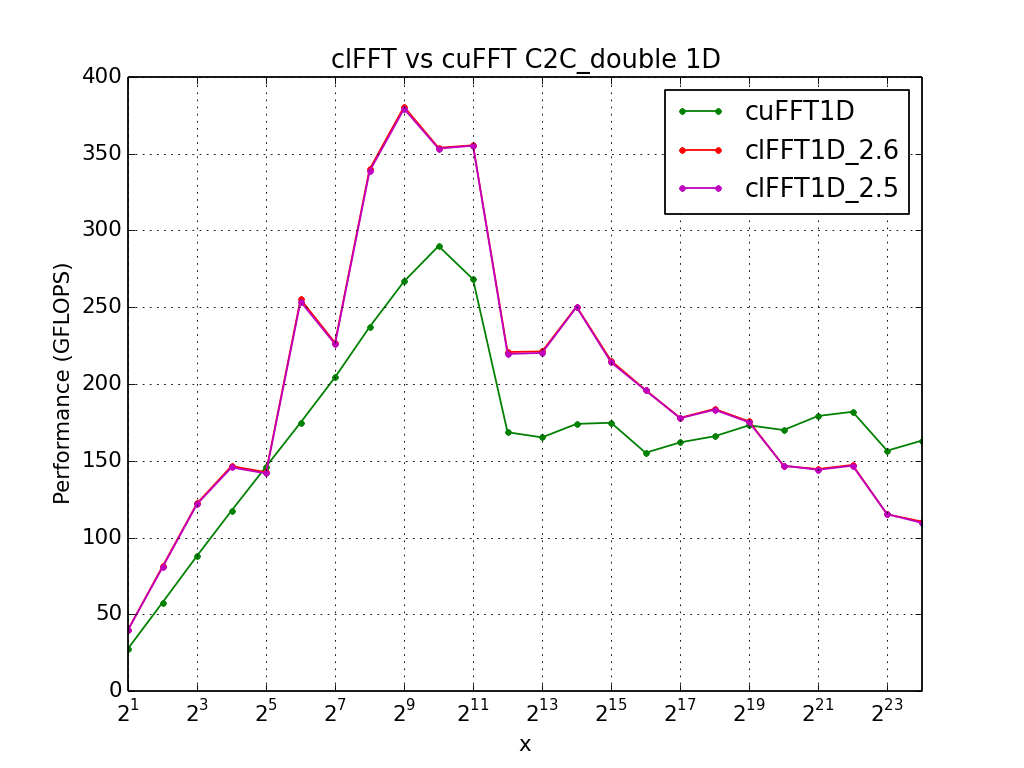 clFFT vs cuFFT C2C_double 1D
400
350
300
250
200
150
100
50
0
Performance (GFLOPS)
cuFFT1D
clFFT1D_2.6
clFFT1D_2.5
2^1 2^3 2^5 2^7 2^9 2^11 2^13 2^15 2^17 2^19 2^21 2^23
x